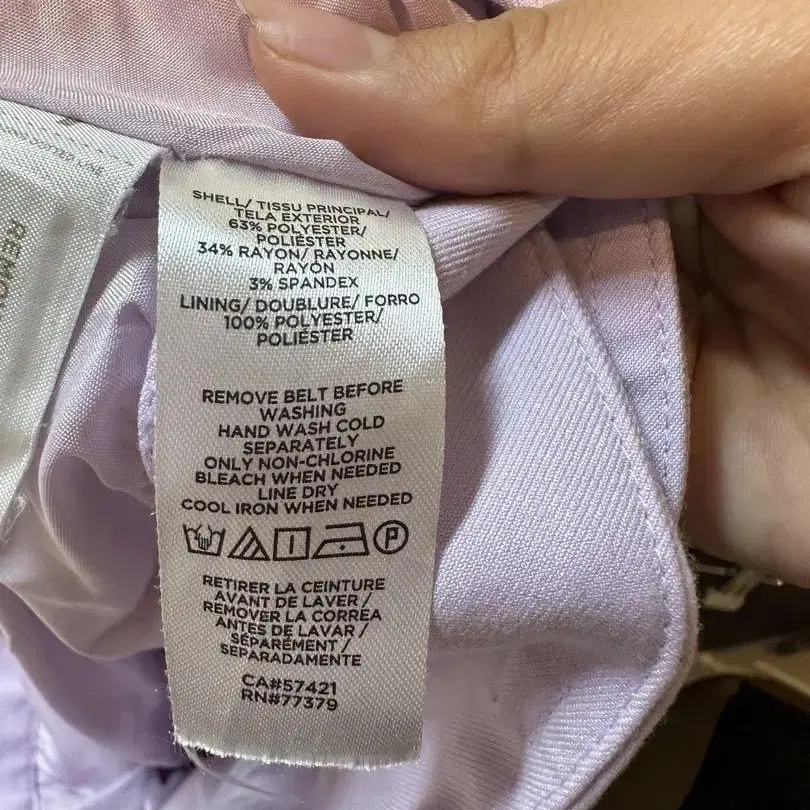 SHELL/ TISSU PRINCIPAL/
TELA EXTERIOR
63% POLYESTER/
POLIÉSTER
34% RAYON/ RAYONNE/
RAYON
3% SPANDEX
LINING/ DOUBLURE/ FORRO
100% POLYESTER/
POLIÉSTER
REMOVE BELT BEFORE
WASHING
HAND WASH COLD
SEPARATELY
ONLY NON-CHLORINE
BLEACH WHEN NEEDED
LINE DRY
COOL IRON WHEN NEEDED
P
RETIRER LA CEINTURE
AVANT DE LAVER /
REMOVER LA CORREA
ANTES DE LAVAR /
SÉPARÉMENT /
SEPARADAMENTE
CA#57421
RN#77379
DOTTED LINE